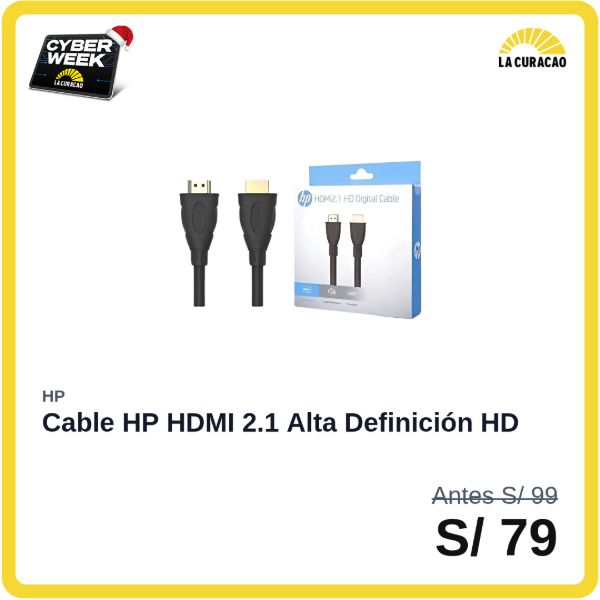 CYBER
WEEK
LA CURACAO
LA CURACAO
hp
HDMI2.1 HD Digital Cable
HP
Cable HP HDMI 2.1 Alta Definición HD
Antes S/ 99
S/ 79